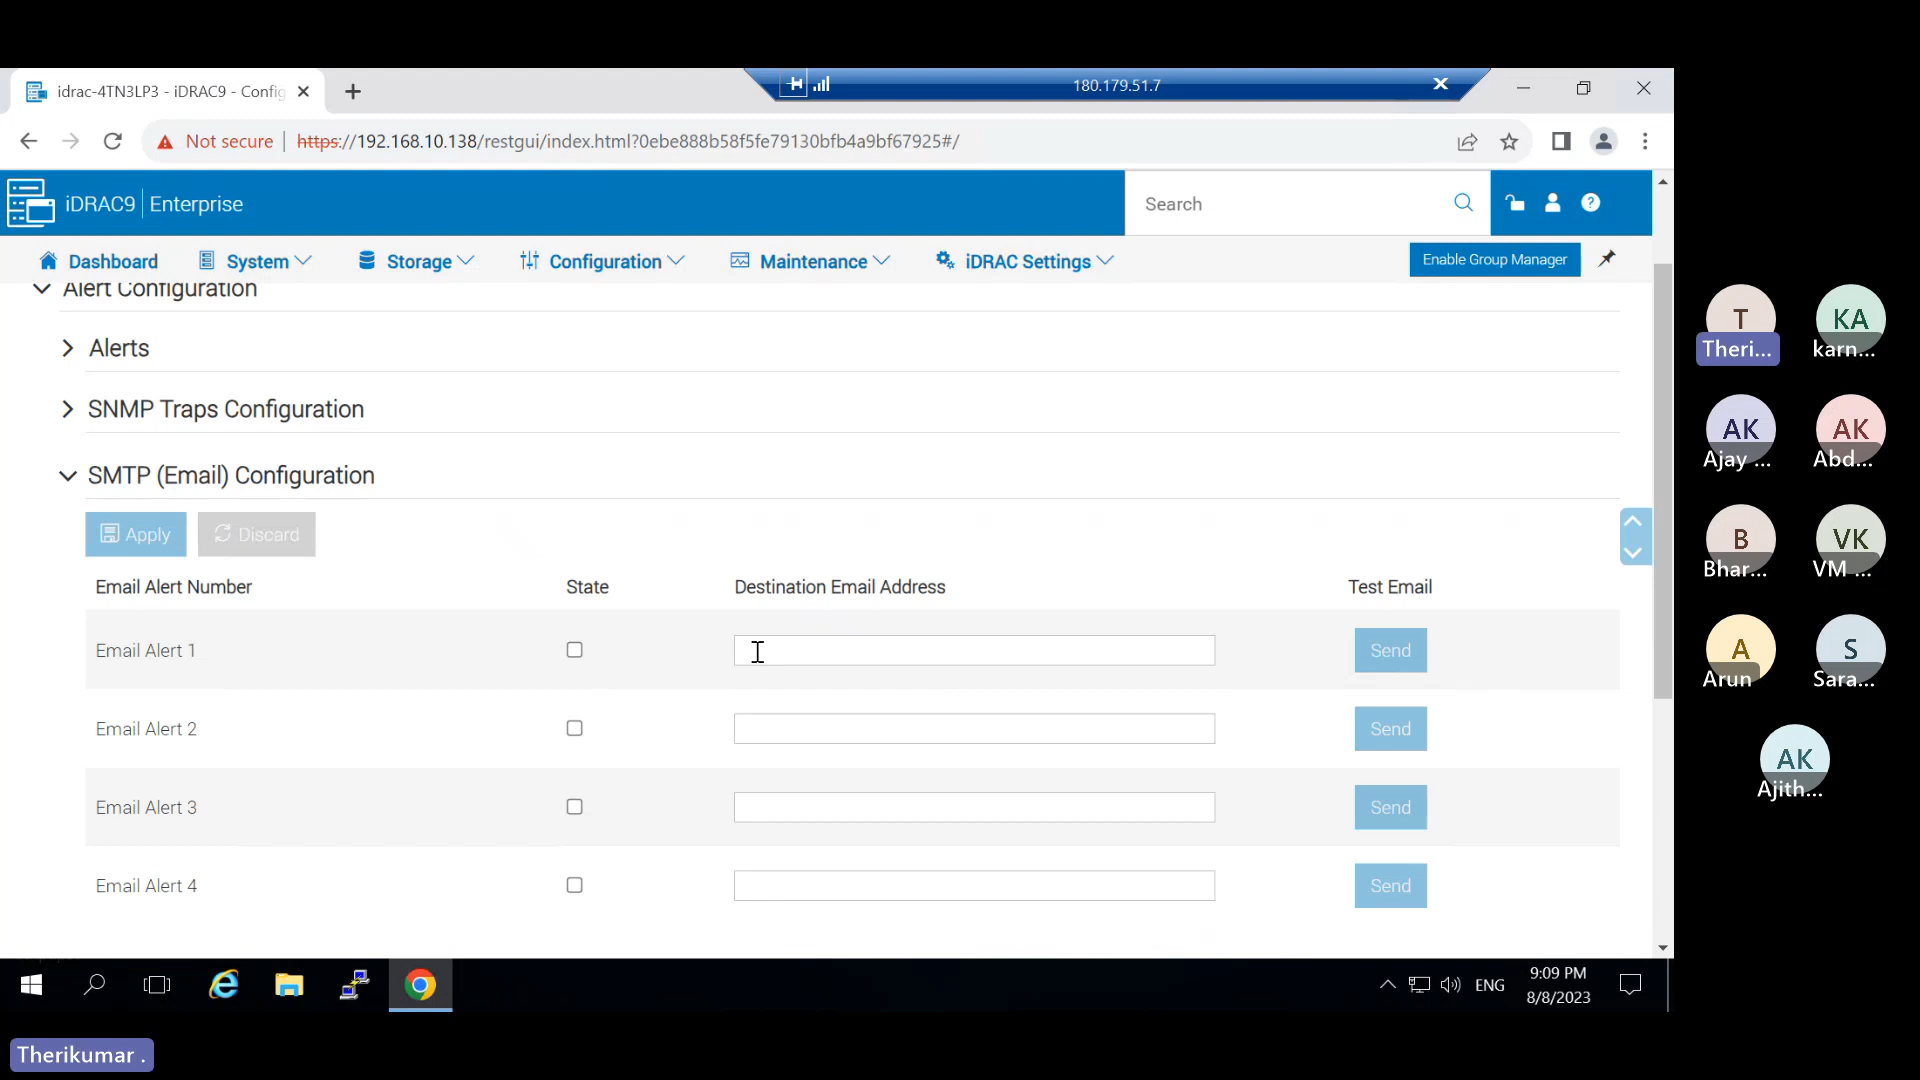 idrac-4TN3LP3 - iDRAC9 - Config
180.179.51.7
Not secure
https://192.168.10.138/restgui/index.html?0ebe888b58f5fe79130bfb4a9bf67925#/
iDRAC9 | Enterprise
Search
Dashboard
System
Storage
Configuration
Maintenance
iDRAC Settings
Enable Group Manager
Alert Configuration
Alerts
SNMP Traps Configuration
SMTP (Email) Configuration
Apply
Discard
Email Alert Number
State
Destination Email Address
Test Email
Email Alert 1
Send
Email Alert 2
Send
Email Alert 3
Send
Email Alert 4
Send
T
Theri...
KA
karn...
AK
Ajay ...
AK
Abd...
B
Bhar...
VK
VM ...
A
Arun
S
Sara...
AK
Ajith...
ENG
9:09 PM
8/8/2023
Therikumar .